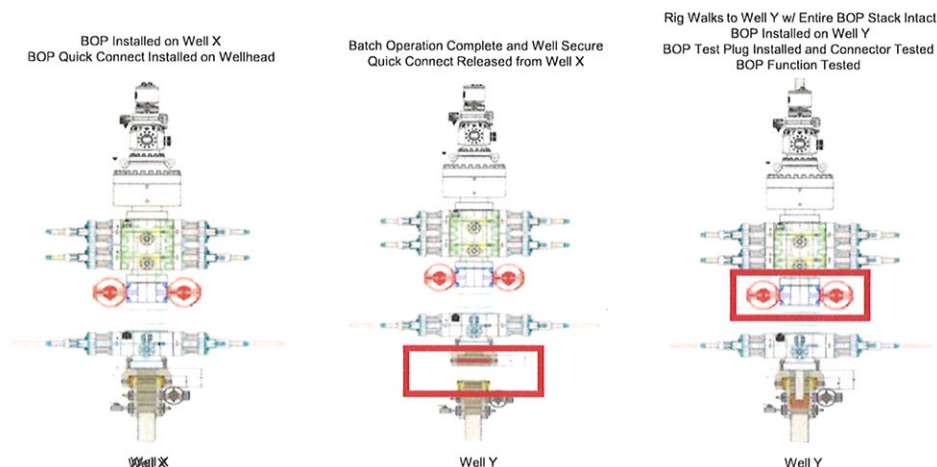 BOP Installed on Well X
BOP Quick Connect Installed on Wellhead
Batch Operation Complete and Well Secure
Quick Connect Released from Well X
Rig Walks to Well Y w/ Entire BOP Stack Intact
BOP Installed on Well Y
BOP Test Plug Installed and Connector Tested
BOP Function Tested
Well X
Well Y
Well Y